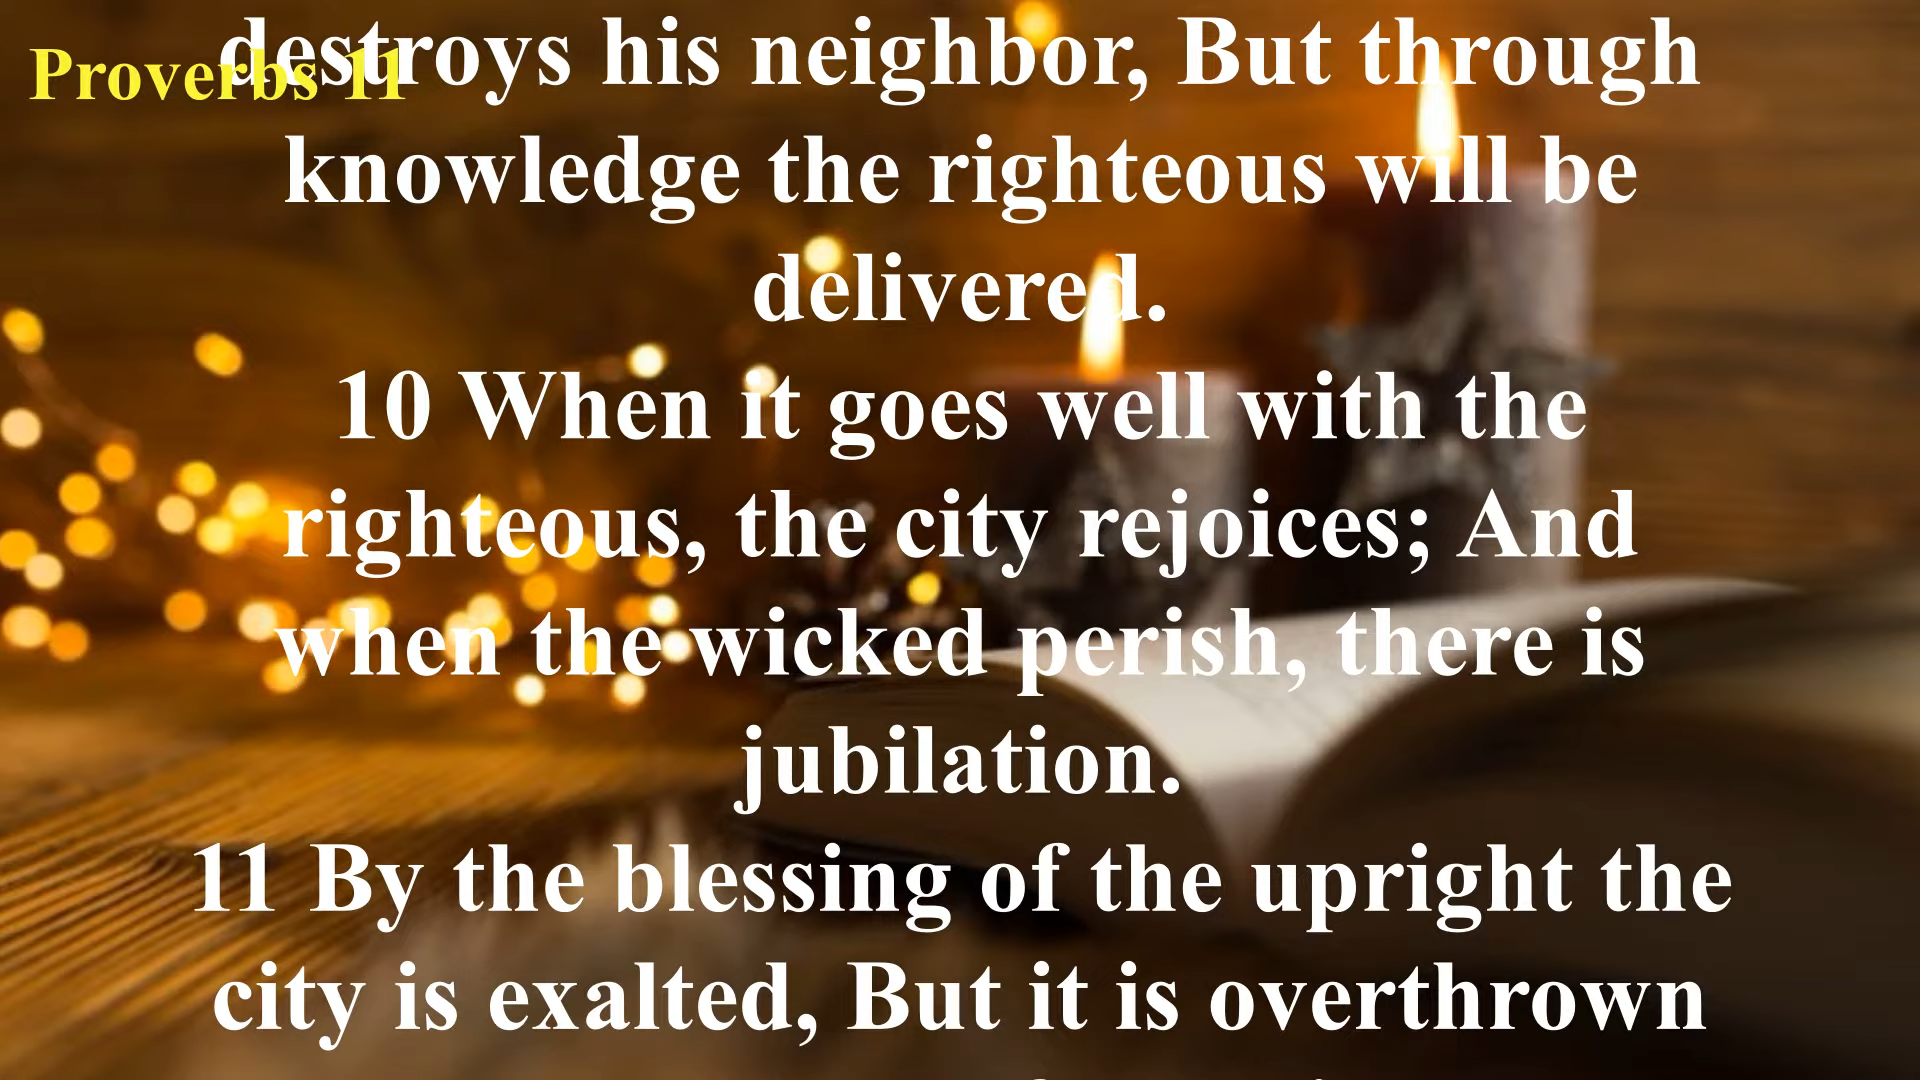 destroys his neighbor, But through
Proverbs 11
knowledge the righteous will be
delivered.
10 When it goes well with the
righteous, the city rejoices; And
when the wicked perish, there is
jubilation.
11 By the blessing of the upright the
city is exalted, But it is overthrown